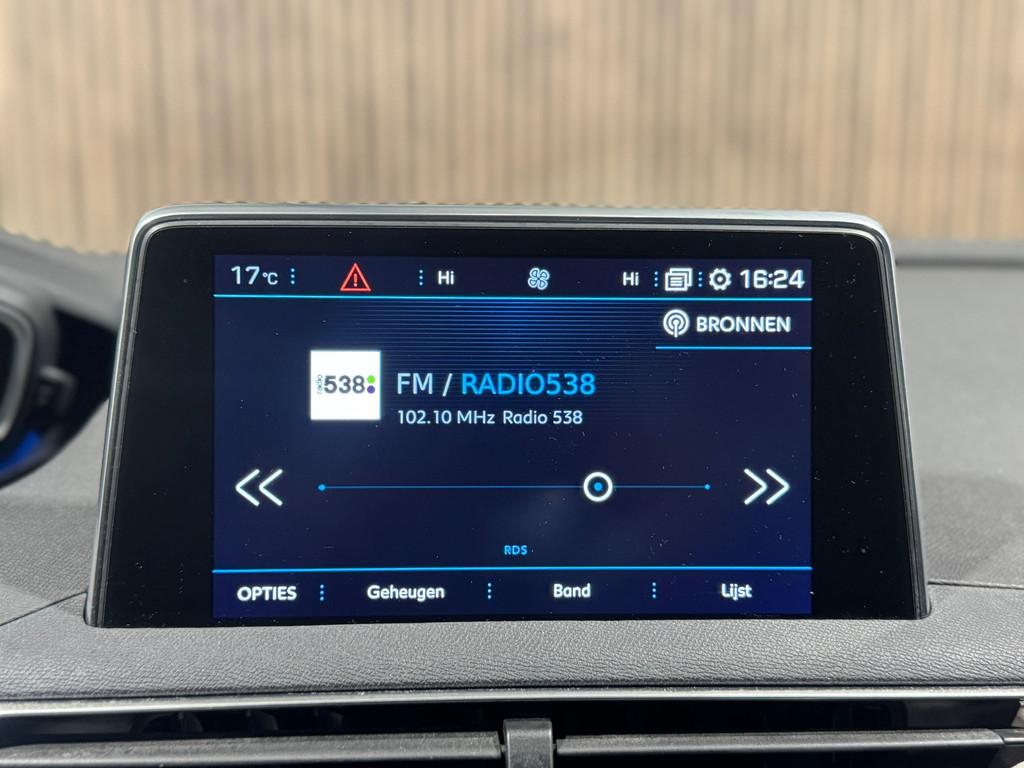 17°C Hi Hi 16:24
BRONNEN
radio 538
FM / RADIO538
102.10 MHz Radio 538
RDS
OPTIES Geheugen Band Lijst